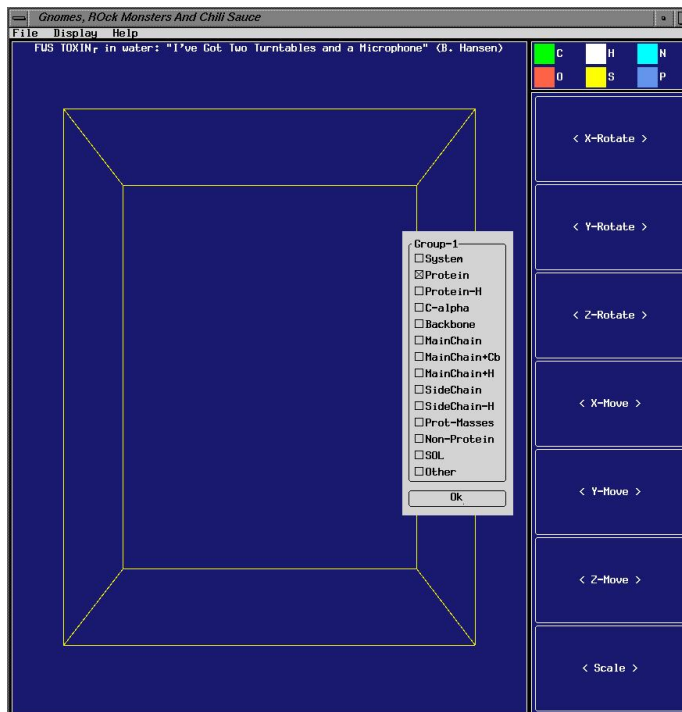 Gnomes, ROck Monsters And Chili Sauce
File Display Help
FWS TOXINr in water: "I've Got Two Turntables and a Microphone" (B. Hansen)
C H N
O S P
< X-Rotate >
< Y-Rotate >
< Z-Rotate >
< X-Move >
< Y-Move >
< Z-Move >
< Scale >
Group-1
System
Protein
Protein-H
C-alpha
Backbone
MainChain
MainChain+Cb
MainChain+H
SideChain
SideChain-H
Prot-Masses
Non-Protein
SOL
Other
Ok